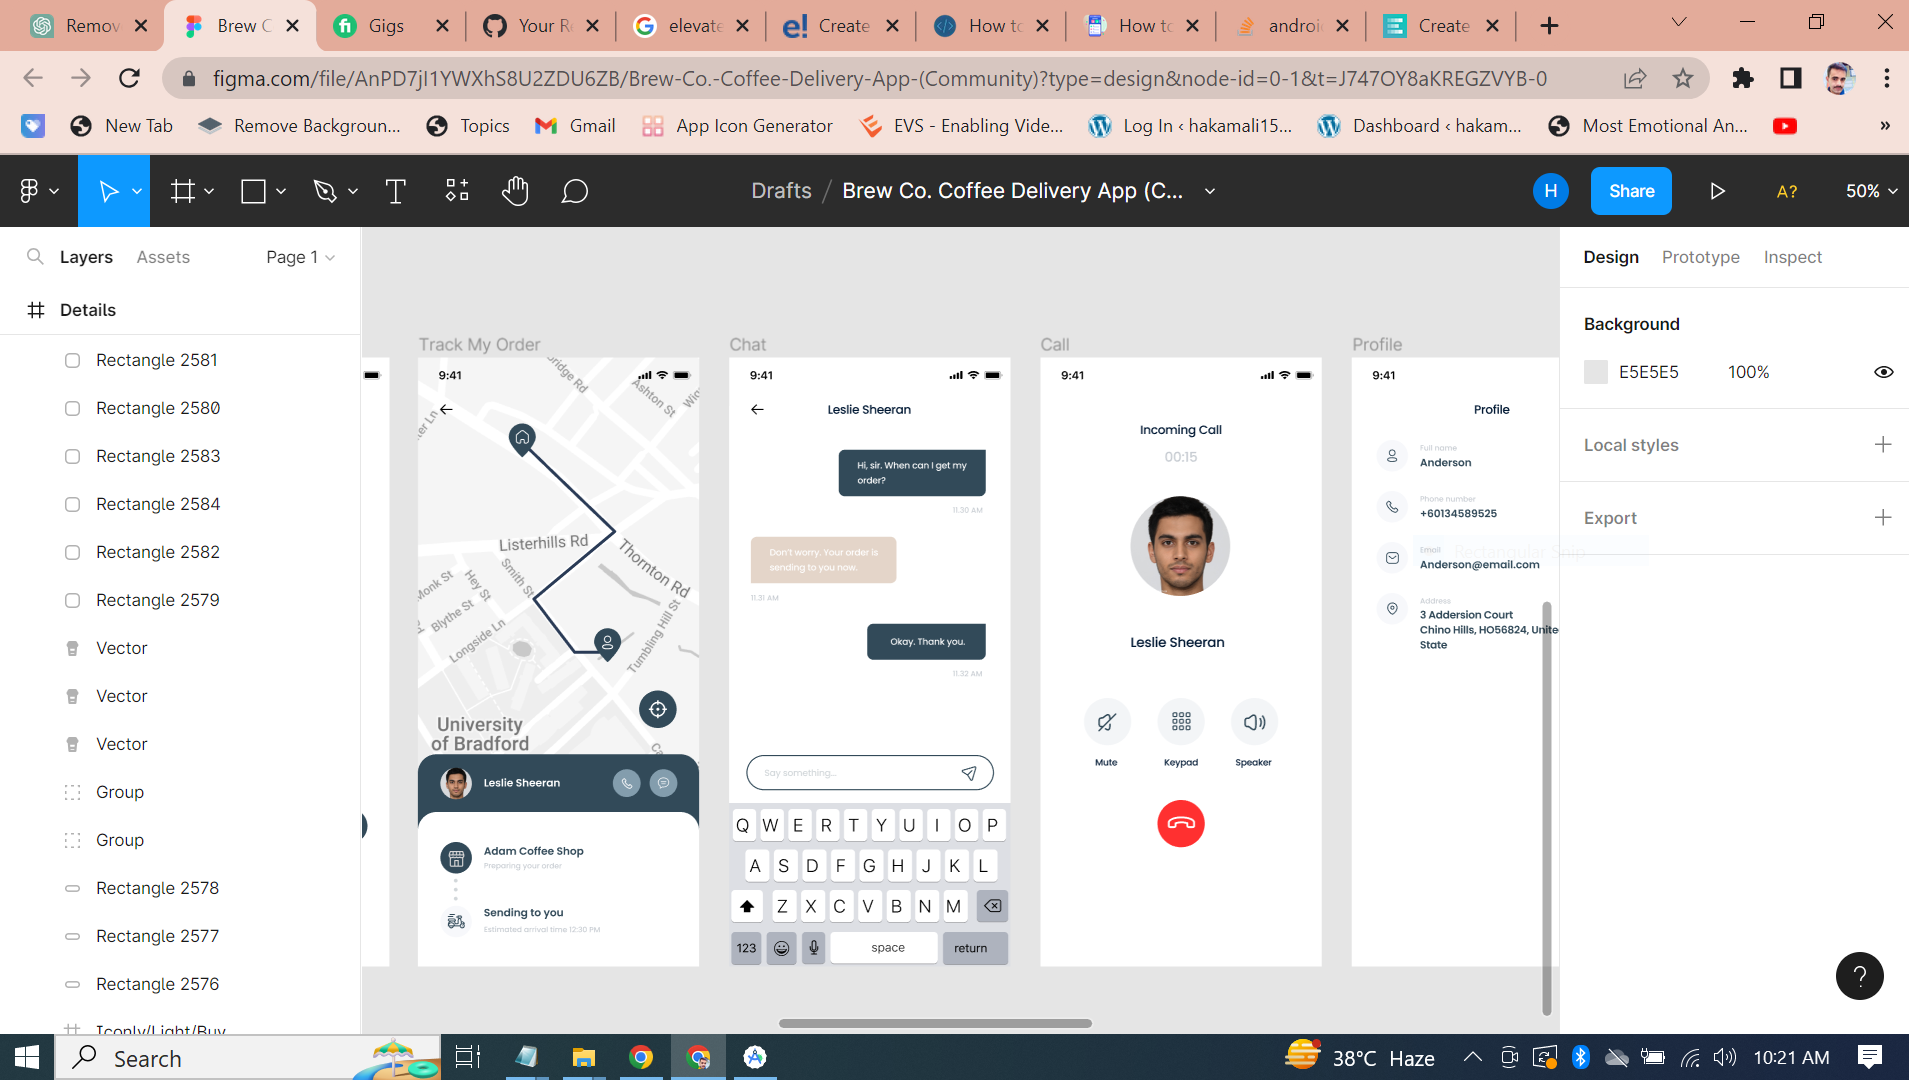 Remov
Brew C
Gigs
Your Re
elevate
Create
How to
How to
androi
Create
figma.com/file/AnPD7jI1YWXhS8U2ZDU6ZB/Brew-Co.-Coffee-Delivery-App-(Community)?type=design&node-id=0-1&t=J747OY8aKREGZVYB-0
New Tab
Remove Backgroun...
Topics
Gmail
App Icon Generator
EVS - Enabling Vide...
Log In ‹ hakamali15...
Dashboard ‹ hakam...
Most Emotional An...
»
Drafts / Brew Co. Coffee Delivery App (C...
H
Share
A?
50%
Layers
Assets
Page 1
Details
Rectangle 2581
Rectangle 2580
Rectangle 2583
Rectangle 2584
Rectangle 2582
Rectangle 2579
Vector
Vector
Vector
Group
Group
Rectangle 2578
Rectangle 2577
Rectangle 2576
Iconly/Light/Buy
Track My Order
9:41
Ashton St
Listerhills Rd
Thornton Rd
Smith St
Hey St
Monk St
Blythe St
Longside Ln
Tumbling Hill St
University
of Bradford
Leslie Sheeran
Adam Coffee Shop
Preparing your order
Sending to you
Estimated arrival time 12:30 PM
Chat
9:41
Leslie Sheeran
Hi, sir. When can I get my
order?
11.30 AM
Don't worry. Your order is
sending to you now.
11.31 AM
Okay. Thank you.
11.32 AM
Say something...
Q W E R T Y U I O P
A S D F G H J K L
Z X C V B N M
123
space
return
Call
9:41
Incoming Call
00:15
Leslie Sheeran
Mute
Keypad
Speaker
Profile
9:41
Profile
Full name
Anderson
Phone number
+60134589525
Email
Anderson@email.com
Address
3 Addersion Court
Chino Hills, HO56824, Unite
State
Rectangular Snip
Design
Prototype
Inspect
Background
E5E5E5
100%
Local styles
Export
?
Search
38°C Haze
10:21 AM